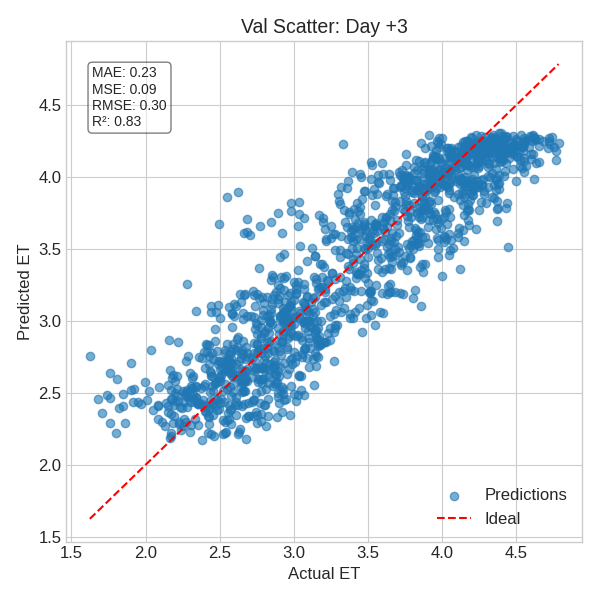 Val Scatter: Day +3
MAE: 0.23
MSE: 0.09
RMSE: 0.30
R²: 0.83
4.5
4.0
3.5
3.0
2.5
2.0
1.5
Predicted ET
Predictions
Ideal
1.5 2.0 2.5 3.0 3.5 4.0 4.5
Actual ET